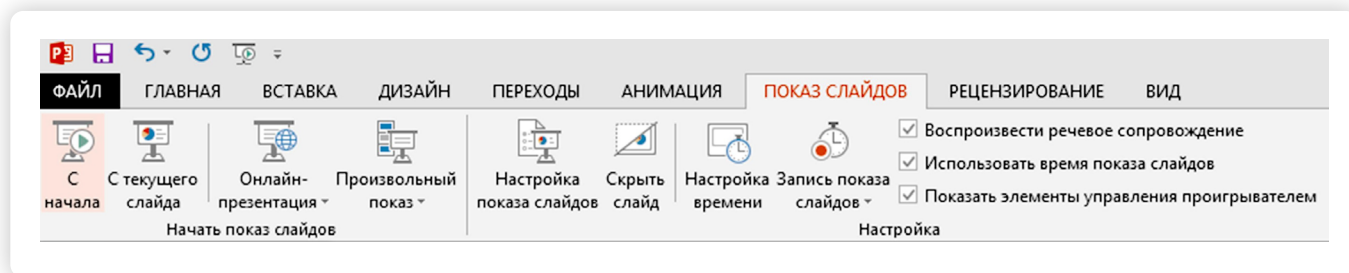 ФАЙЛ ГЛАВНАЯ ВСТАВКА ДИЗАЙН ПЕРЕХОДЫ АНИМАЦИЯ ПОКАЗ СЛАЙДОВ РЕЦЕНЗИРОВАНИЕ ВИД
С
начала
С текущего
слайда
Онлайн-
презентация
Произвольный
показ
Начать показ слайдов
Настройка
показа слайдов
Скрыть
слайд
Настройка
времени
Запись показа
слайдов
Воспроизвести речевое сопровождение
Использовать время показа слайдов
Показать элементы управления проигрывателем
Настройка